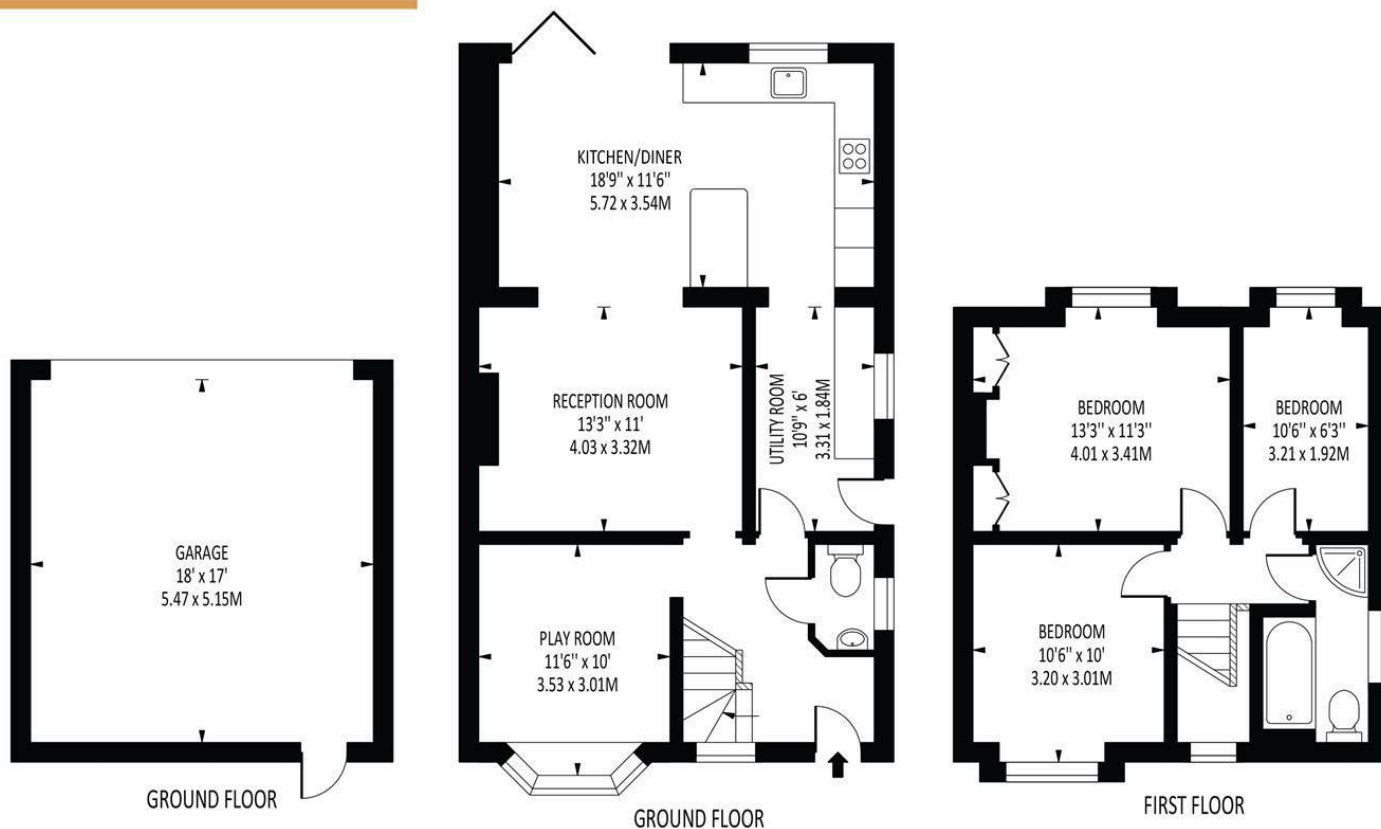 GARAGE
18' x 17'
5.47 x 5.15M
GROUND FLOOR
KITCHEN/DINER
18'9" x 11'6"
5.72 x 3.54M
RECEPTION ROOM
13'3" x 11'
4.03 x 3.32M
UTILITY ROOM
10'9" x 6'
3.31 x 1.84M
PLAY ROOM
11'6" x 10'
3.53 x 3.01M
GROUND FLOOR
BEDROOM
13'3" x 11'3"
4.01 x 3.41M
BEDROOM
10'6" x 6'3"
3.21 x 1.92M
BEDROOM
10'6" x 10'
3.20 x 3.01M
FIRST FLOOR